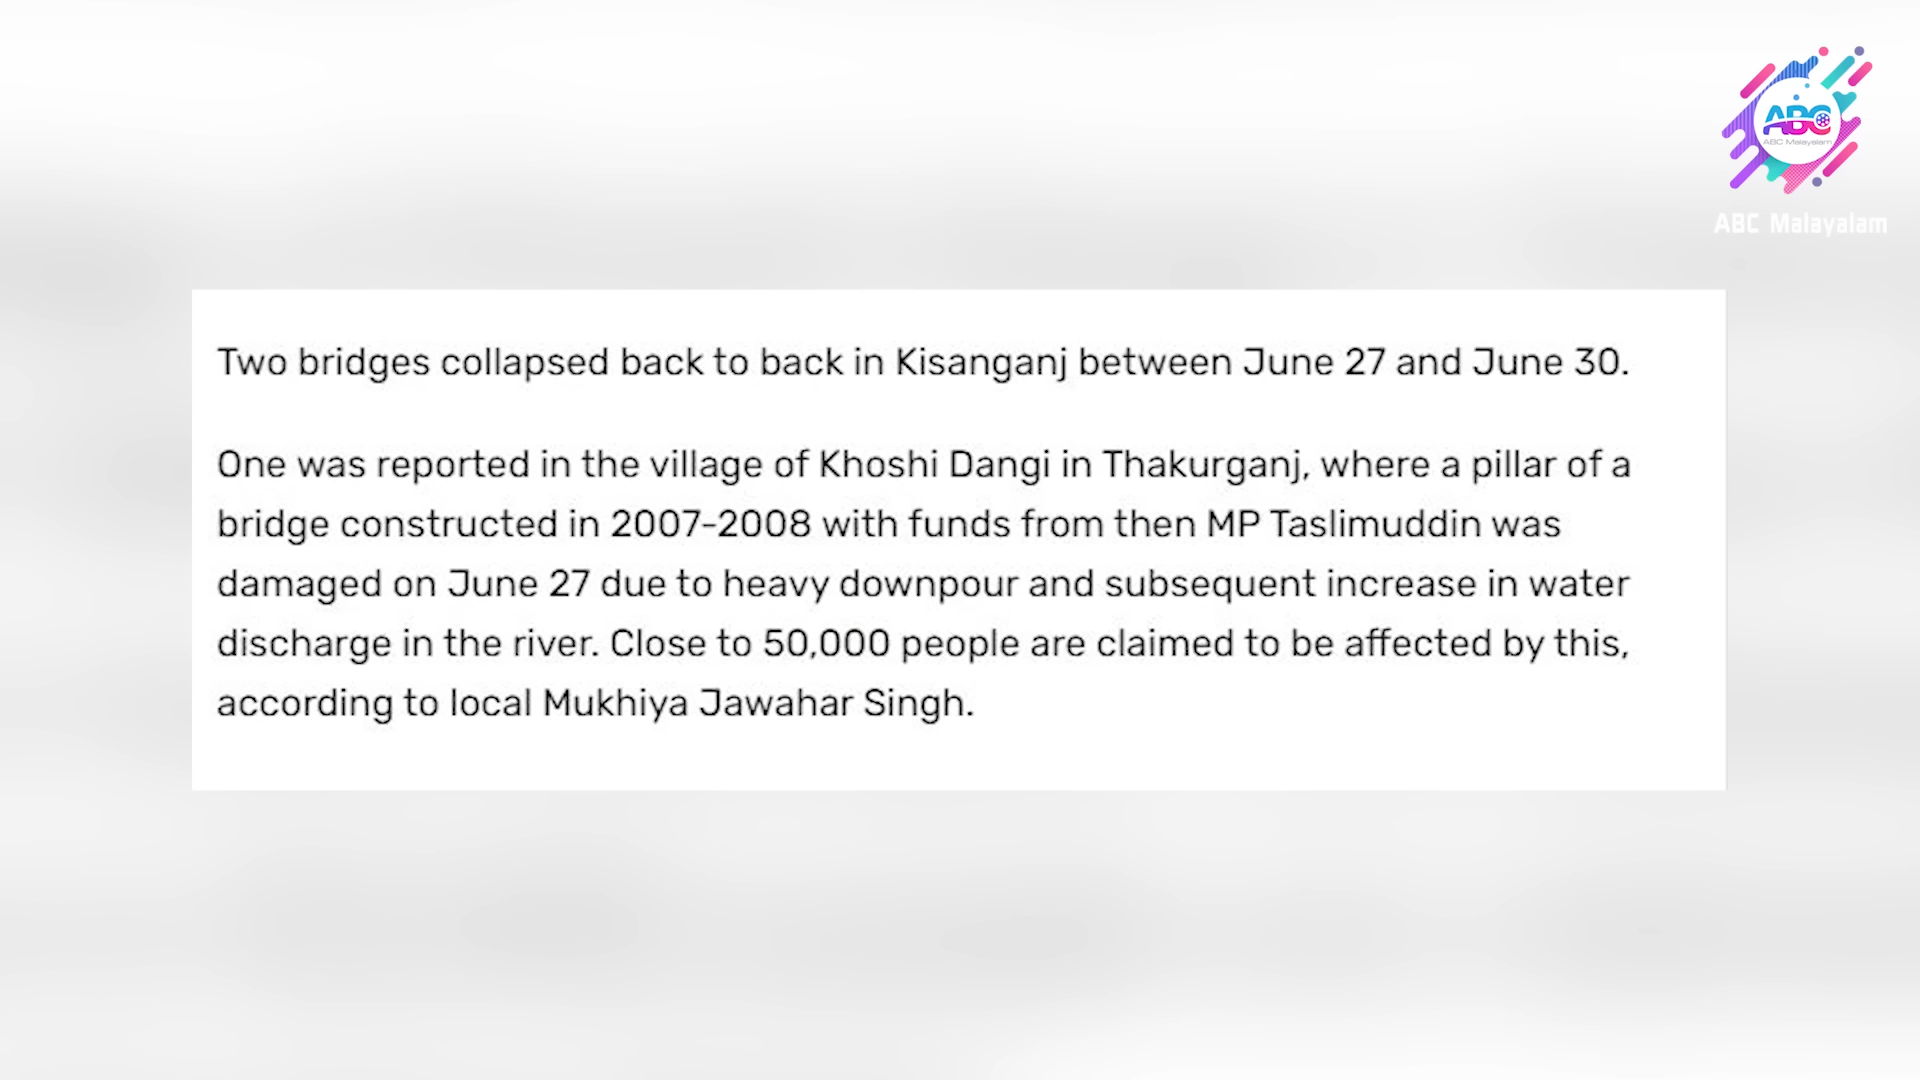 ABC
ABC Malayalam
ABC Malayalam
Two bridges collapsed back to back in Kisanganj between June 27 and June 30.
One was reported in the village of Khoshi Dangi in Thakurganj, where a pillar of a
bridge constructed in 2007-2008 with funds from then MP Taslimuddin was
damaged on June 27 due to heavy downpour and subsequent increase in water
discharge in the river. Close to 50,000 people are claimed to be affected by this,
according to local Mukhiya Jawahar Singh.